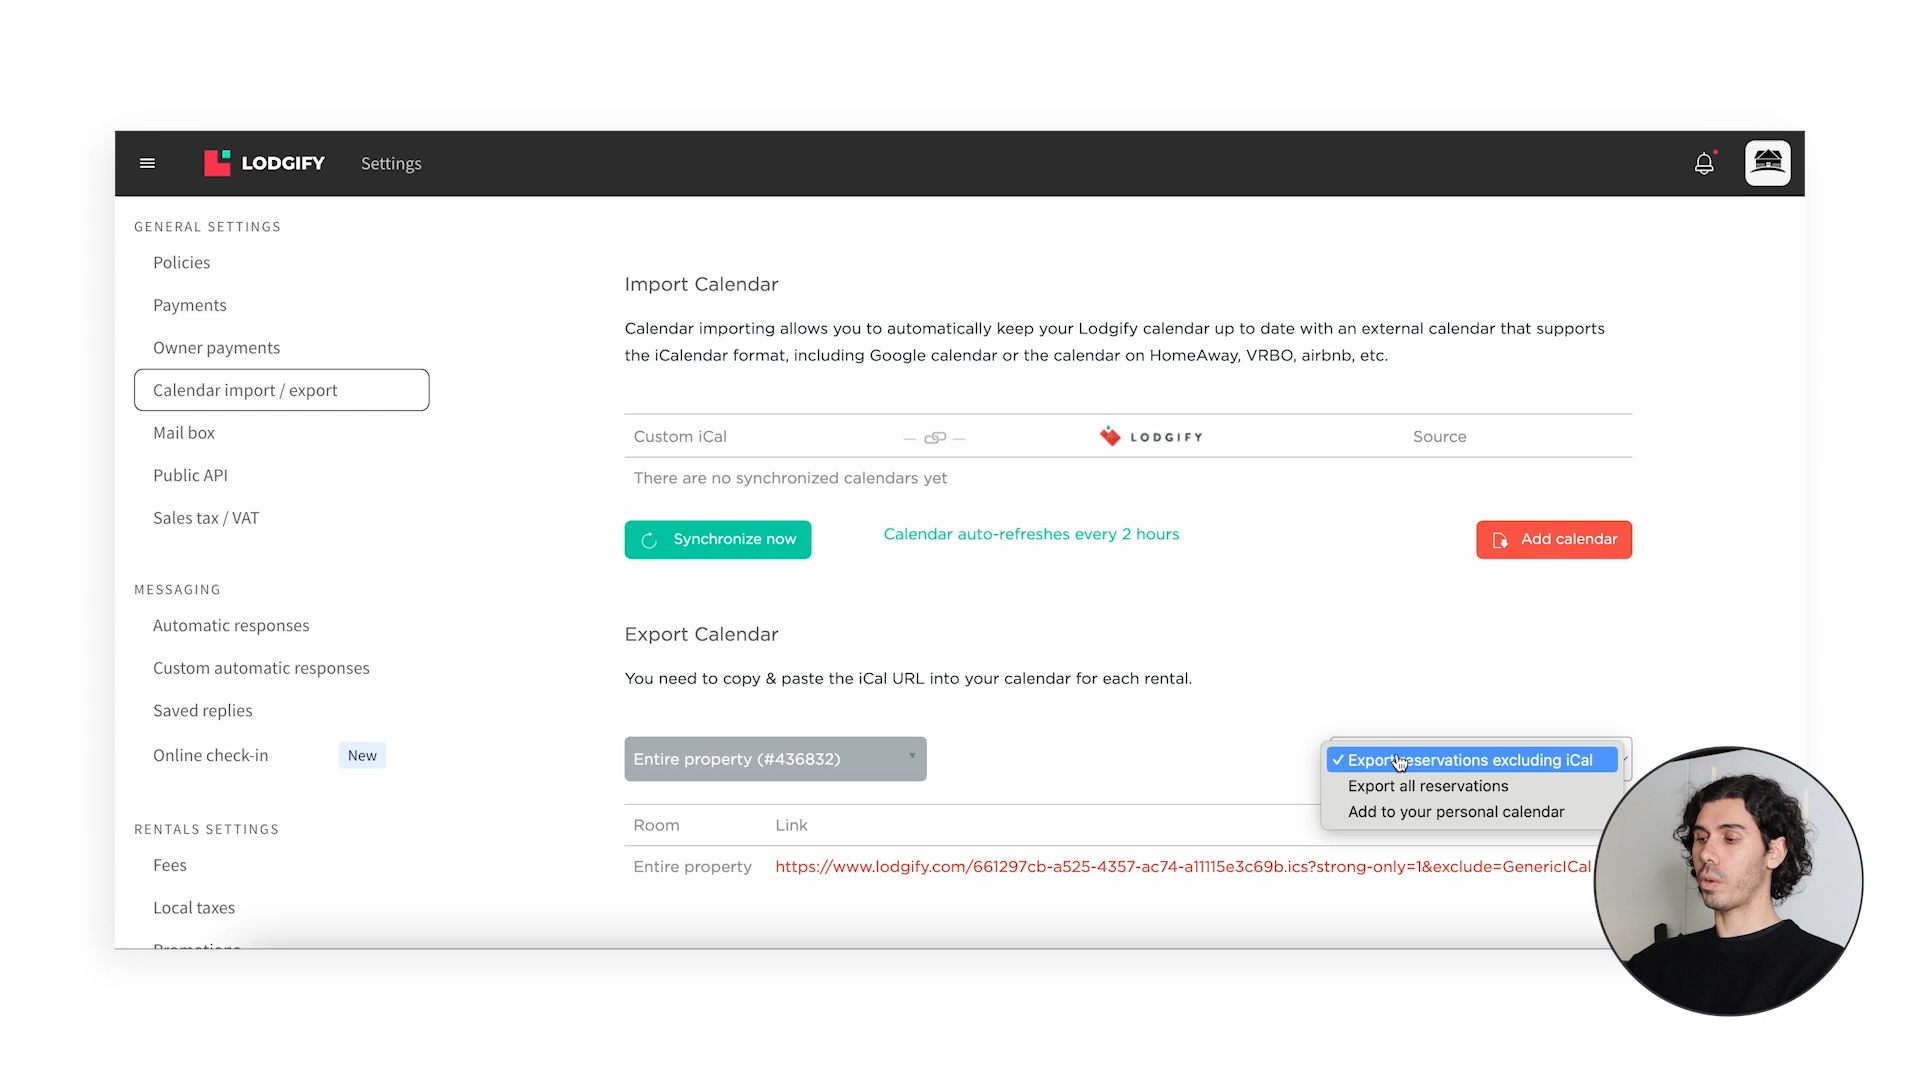 LODGIFY Settings
GENERAL SETTINGS
Policies
Payments
Owner payments
Calendar import / export
Mail box
Public API
Sales tax / VAT
MESSAGING
Automatic responses
Custom automatic responses
Saved replies
Online check-in New
RENTALS SETTINGS
Fees
Local taxes
Promotions
Import Calendar
Calendar importing allows you to automatically keep your Lodgify calendar up to date with an external calendar that supports
the iCalendar format, including Google calendar or the calendar on HomeAway, VRBO, airbnb, etc.
Custom iCal LODGIFY Source
There are no synchronized calendars yet
Synchronize now Calendar auto-refreshes every 2 hours Add calendar
Export Calendar
You need to copy & paste the iCal URL into your calendar for each rental.
Entire property (#436832)
Export reservations excluding iCal
Export all reservations
Add to your personal calendar
Room Link
Entire property https://www.lodgify.com/661297cb-a525-4357-ac74-a11115e3c69b.ics?strong-only=1&exclude=GenericICal